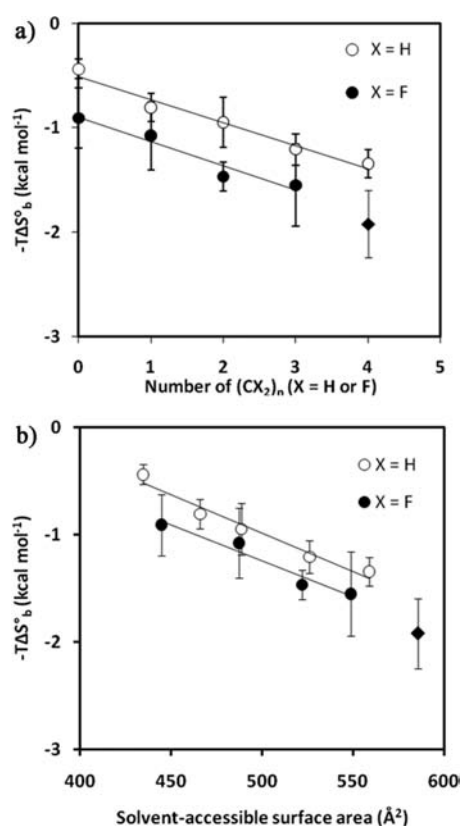 a)
0
X = H
X = F
-1
-2
-3
-TΔS°b (kcal mol-1)
0 1 2 3 4 5
Number of (CX2)n (X = H or F)
b)
0
X = H
X = F
-1
-2
-3
-TΔS°b (kcal mol-1)
400 450 500 550 600
Solvent-accessible surface area (Å2)